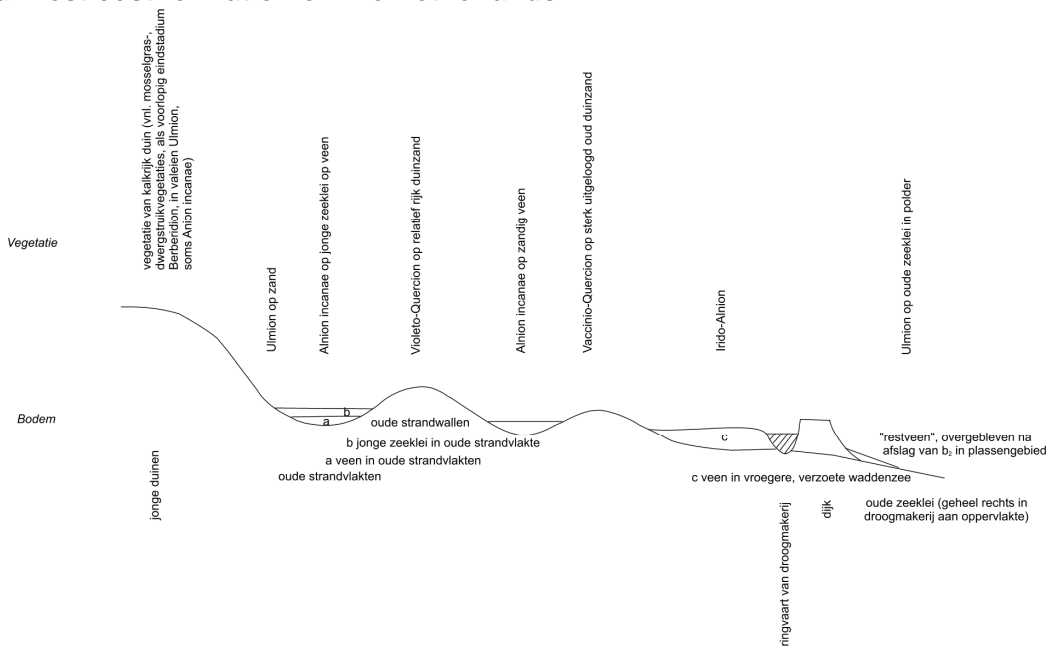 vegetatie van kalkrijk duin (vnl. mosselgras-,
dwergstruikvegetaties, als voorlopig eindstadium
Berberidion, in valeien Ulmion,
soms Anion incanae)
Vegetatie
Ulmion op zand
Alnion incanae op jonge zeeklei op veen
Violeto-Quercion op relatief rijk duinzand
Alnion incanae op zandig veen
Vaccinio-Quercion op sterk uitgeloogd oud duinzand
Irido-Alnion
Ulmion op oude zeeklei in polder
Bodem
b
a
oude strandwallen
b jonge zeeklei in oude strandvlakte
a veen in oude strandvlakten
oude strandvlakten
c
"restveen", overgebleven na
afslag van b₂ in plassengebied
c veen in vroegere, verzoete waddenzee
jonge duinen
dijk
oude zeeklei (geheel rechts in
droogmakerij aan oppervlakte)
ringvaart van droogmakerij